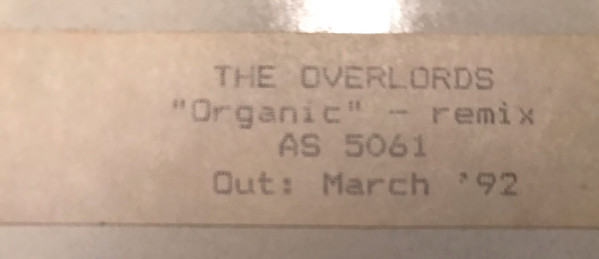 THE OVERLORDS
"Organic" - remix
AS 5061
Out: March '92